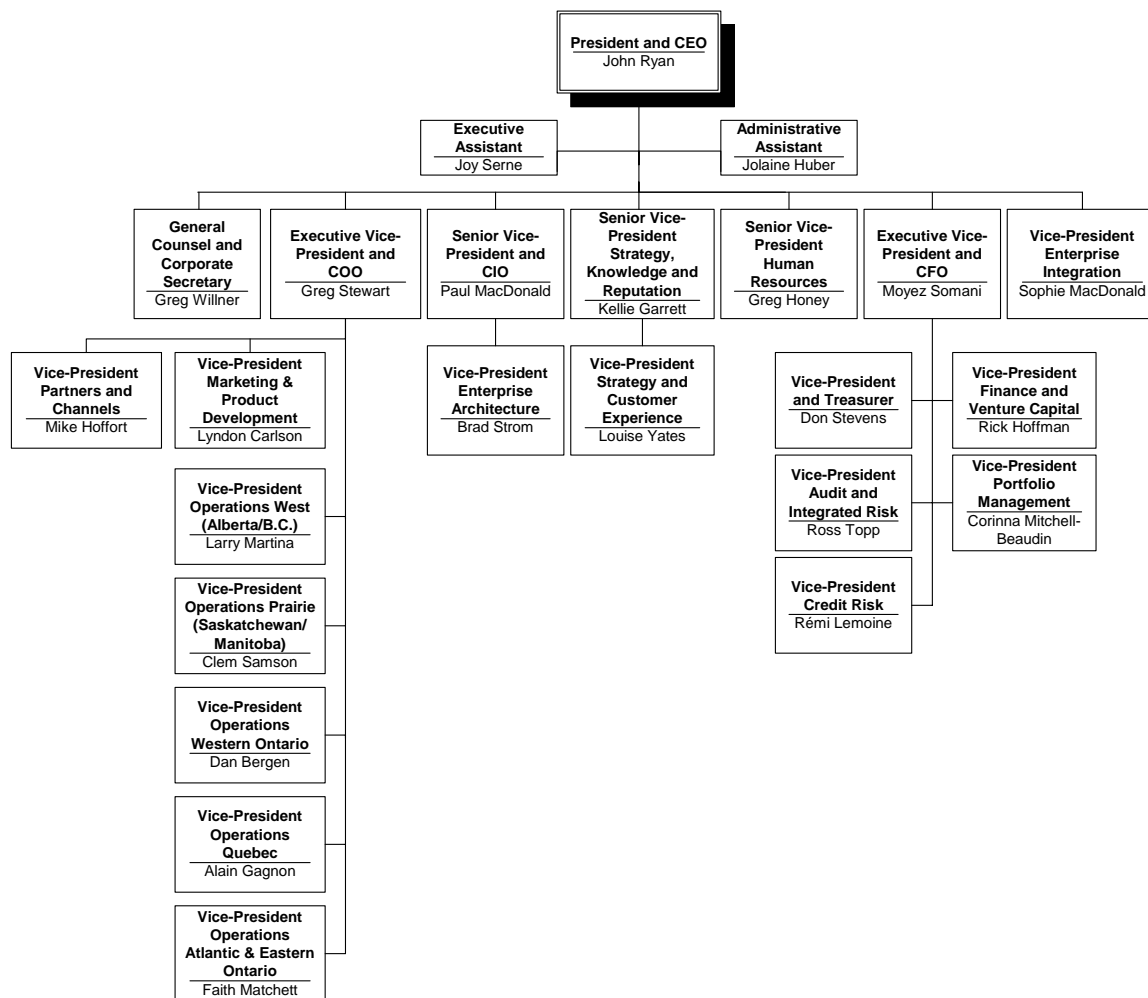 President and CEO
John Ryan
Executive
Assistant
Joy Serne
Administrative
Assistant
Jolaine Huber
General
Counsel and
Corporate
Secretary
Greg Willner
Executive Vice-
President and
COO
Greg Stewart
Senior Vice-
President and
CIO
Paul MacDonald
Senior Vice-
President
Strategy,
Knowledge and
Reputation
Kellie Garrett
Senior Vice-
President
Human
Resources
Greg Honey
Executive Vice-
President and
CFO
Moyez Somani
Vice-President
Enterprise
Integration
Sophie MacDonald
Vice-President
Partners and
Channels
Mike Hoffort
Vice-President
Marketing &
Product
Development
Lyndon Carlson
Vice-President
Enterprise
Architecture
Brad Strom
Vice-President
Strategy and
Customer
Experience
Louise Yates
Vice-President
and Treasurer
Don Stevens
Vice-President
Finance and
Venture Capital
Rick Hoffman
Vice-President
Operations West
(Alberta/B.C.)
Larry Martina
Vice-President
Audit and
Integrated Risk
Ross Topp
Vice-President
Portfolio
Management
Corinna Mitchell-
Beaudin
Vice-President
Operations Prairie
(Saskatchewan/
Manitoba)
Clem Samson
Vice-President
Credit Risk
Rémi Lemoine
Vice-President
Operations
Western Ontario
Dan Bergen
Vice-President
Operations
Quebec
Alain Gagnon
Vice-President
Operations
Atlantic & Eastern
Ontario
Faith Matchett